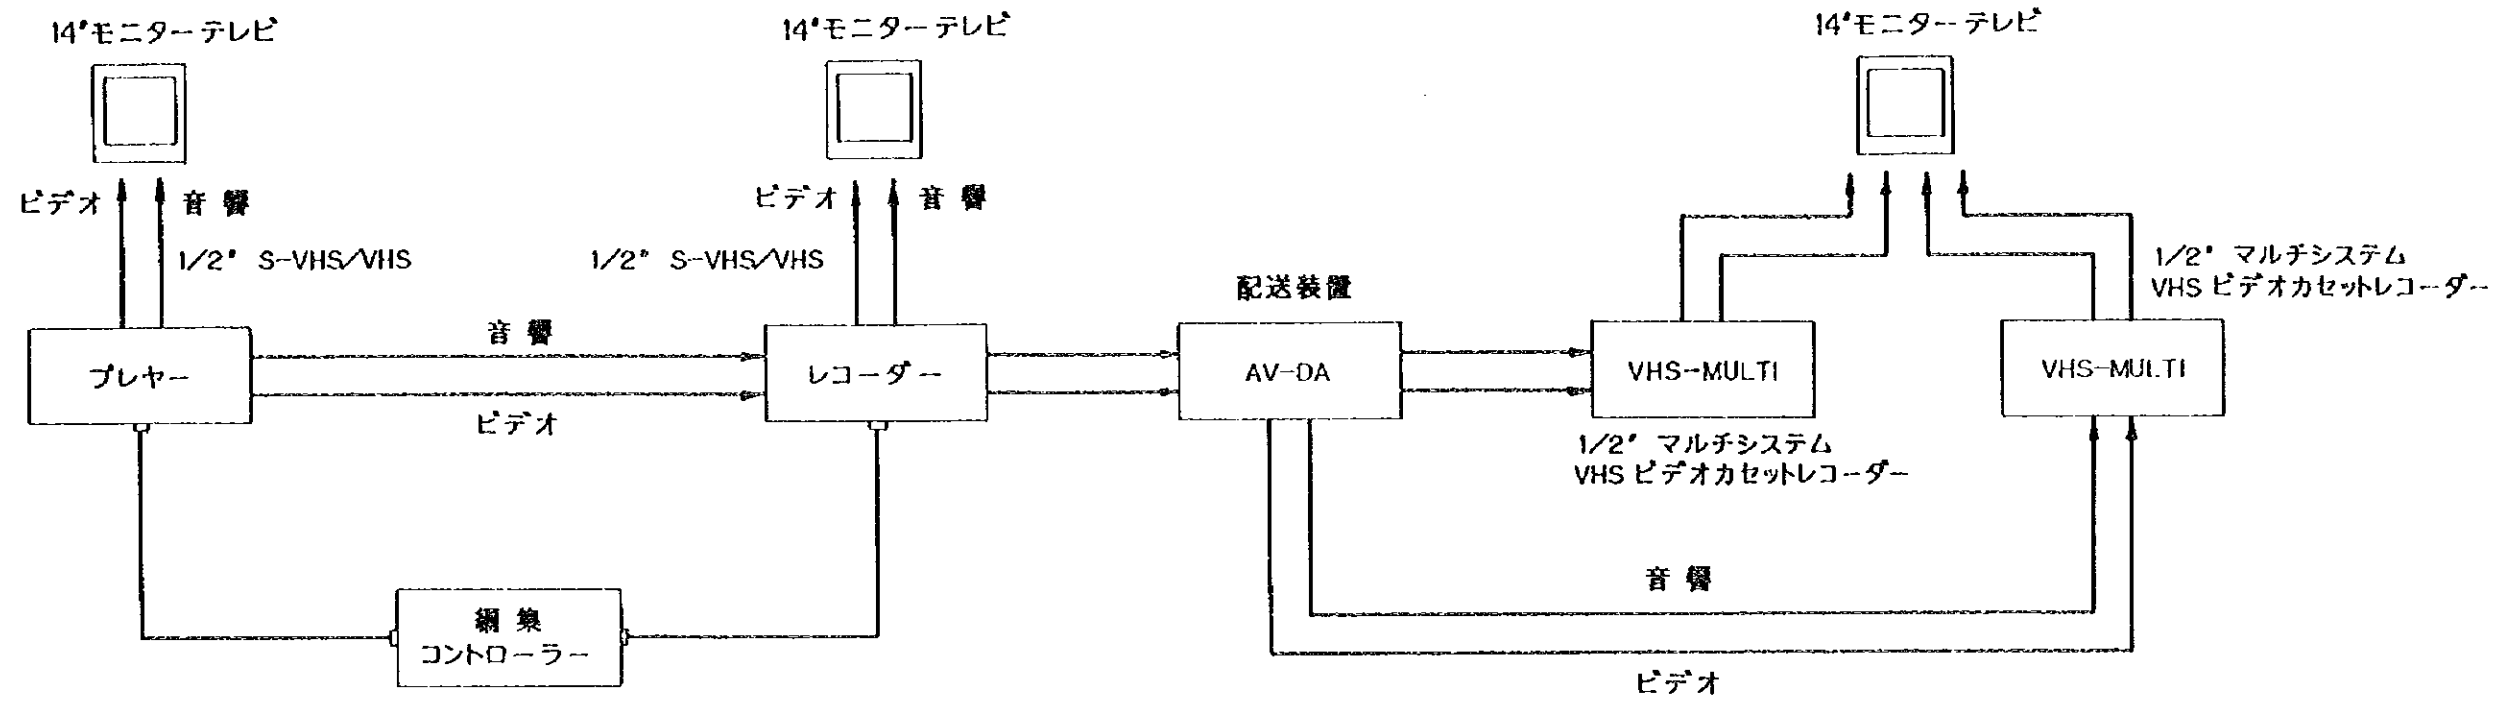 14"モニターテレビ
14"モニターテレビ
14"モニターテレビ
ビデオ
音響
ビデオ
音響
1/2" S-VHS/VHS
1/2" S-VHS/VHS
1/2" マルチシステム
VHS ビデオカセットレコーダー
配送装置
音響
プレヤー
レコーダー
AV-DA
VHS-MULTI
VHS-MULTI
ビデオ
1/2" マルチシステム
VHS ビデオカセットレコーダー
音響
編集
コントローラー
ビデオ